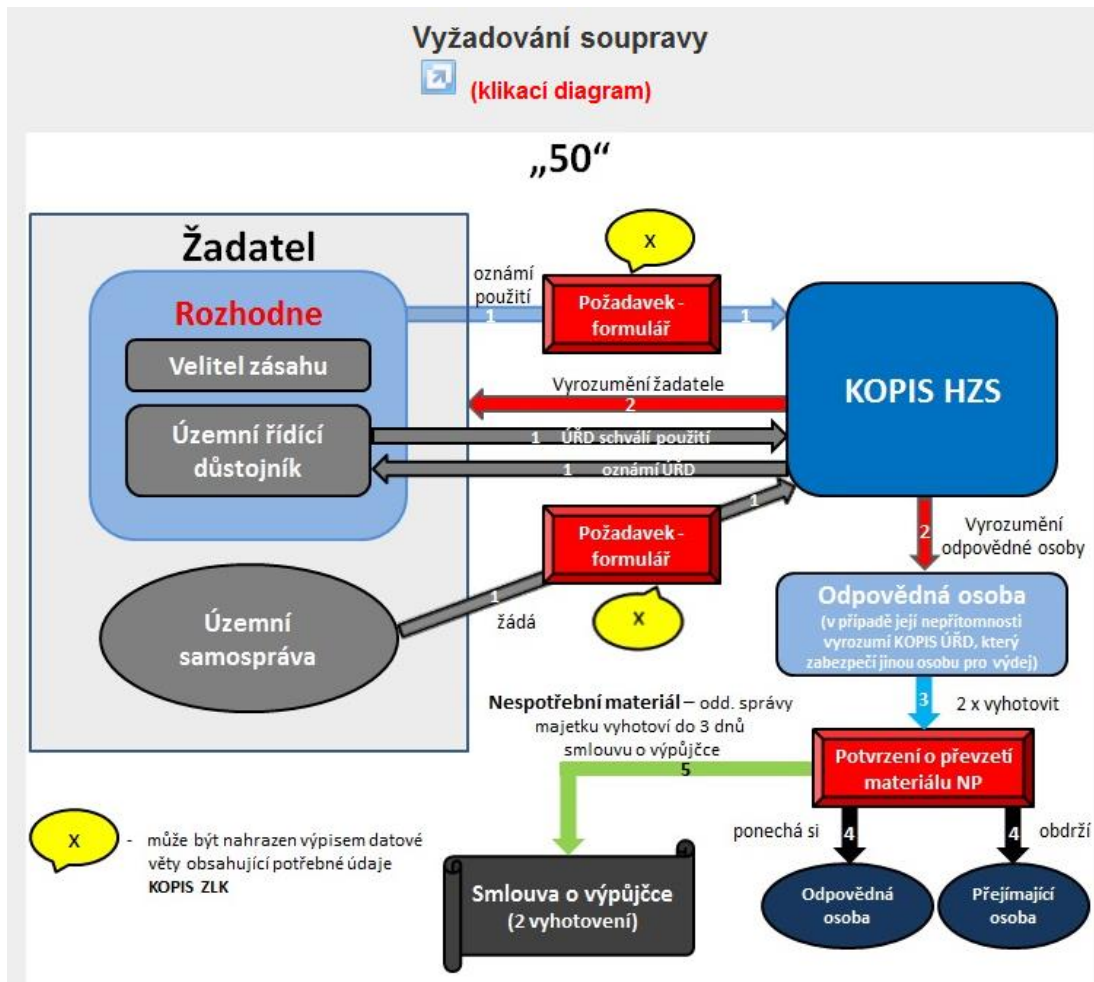 Vyžadování soupravy
(klikací diagram)
„50“
Žadatel
Rozhodne
Velitel zásahu
Územní řídící
důstojník
Územní
samospráva
oznámí
použití
1
X
Požadavek -
formulář
1
Vyrozumění žadatele
2
1 ÚŘD schválí použití
1 oznámí ÚŘD
KOPIS HZS
1
Požadavek -
formulář
1
žádá
X
2
Vyrozumění
odpovědné osoby
Odpovědná osoba
(v případě její nepřítomnosti
vyrozumí KOPIS ÚŘD, který
zabezpečí jinou osobu pro výdej)
3
2 x vyhotovit
Nespotřební materiál – odd. správy
majetku vyhotoví do 3 dnů
smlouvu o výpůjčce
5
Potvrzení o převzetí
materiálu NP
ponechá si
4
4
obdrží
Odpovědná
osoba
Přejímající
osoba
Smlouva o výpůjčce
(2 vyhotovení)
X
- může být nahrazen výpisem datové
věty obsahující potřebné údaje
KOPIS ZLK